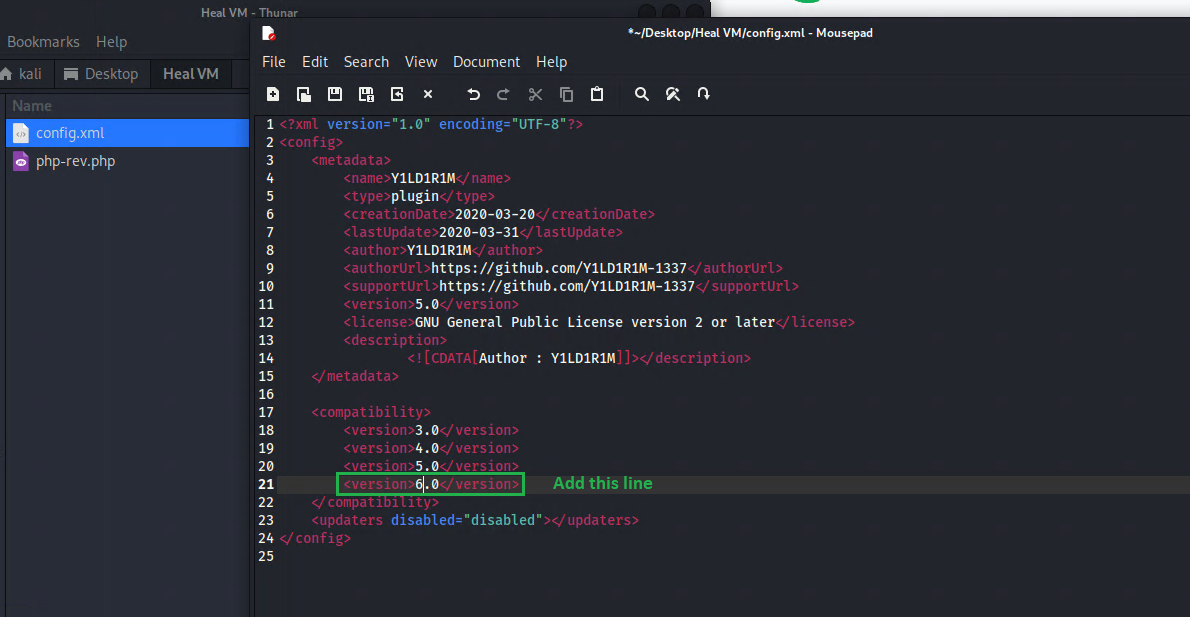 Heal VM - Thunar
Bookmarks Help
kali Desktop Heal VM
Name
config.xml
php-rev.php
*~/Desktop/Heal VM/config.xml - Mousepad
File Edit Search View Document Help
1 <?xml version="1.0" encoding="UTF-8"?>
2 <config>
3     <metadata>
4         <name>Y1LD1R1M</name>
5         <type>plugin</type>
6         <creationDate>2020-03-20</creationDate>
7         <lastUpdate>2020-03-31</lastUpdate>
8         <author>Y1LD1R1M</author>
9         <authorUrl>https://github.com/Y1LD1R1M-1337</authorUrl>
10         <supportUrl>https://github.com/Y1LD1R1M-1337</supportUrl>
11         <version>5.0</version>
12         <license>GNU General Public License version 2 or later</license>
13         <description>
14                 <![CDATA[Author : Y1LD1R1M]]></description>
15     </metadata>
16
17     <compatibility>
18         <version>3.0</version>
19         <version>4.0</version>
20         <version>5.0</version>
21         <version>6.0</version> Add this line
22     </compatibility>
23     <updaters disabled="disabled"></updaters>
24 </config>
25